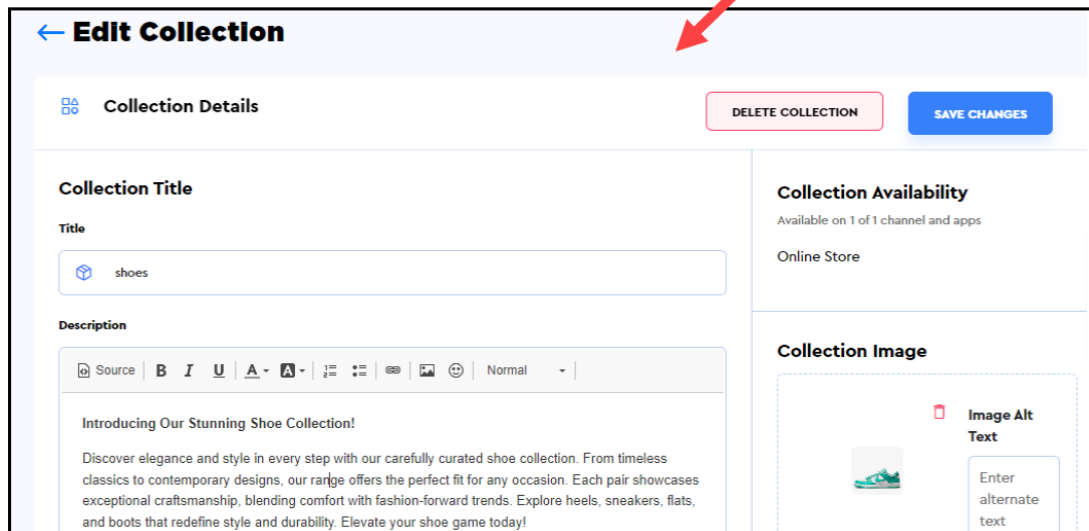 Edit Collection
Collection Details
DELETE COLLECTION
SAVE CHANGES
Collection Title
Title
shoes
Description
Source B I U A A Normal
Introducing Our Stunning Shoe Collection!
Discover elegance and style in every step with our carefully curated shoe collection. From timeless
classics to contemporary designs, our range offers the perfect fit for any occasion. Each pair showcases
exceptional craftsmanship, blending comfort with fashion-forward trends. Explore heels, sneakers, flats,
and boots that redefine style and durability. Elevate your shoe game today!
Collection Availability
Available on 1 of 1 channel and apps
Online Store
Collection Image
Image Alt
Text
Enter
alternate
text